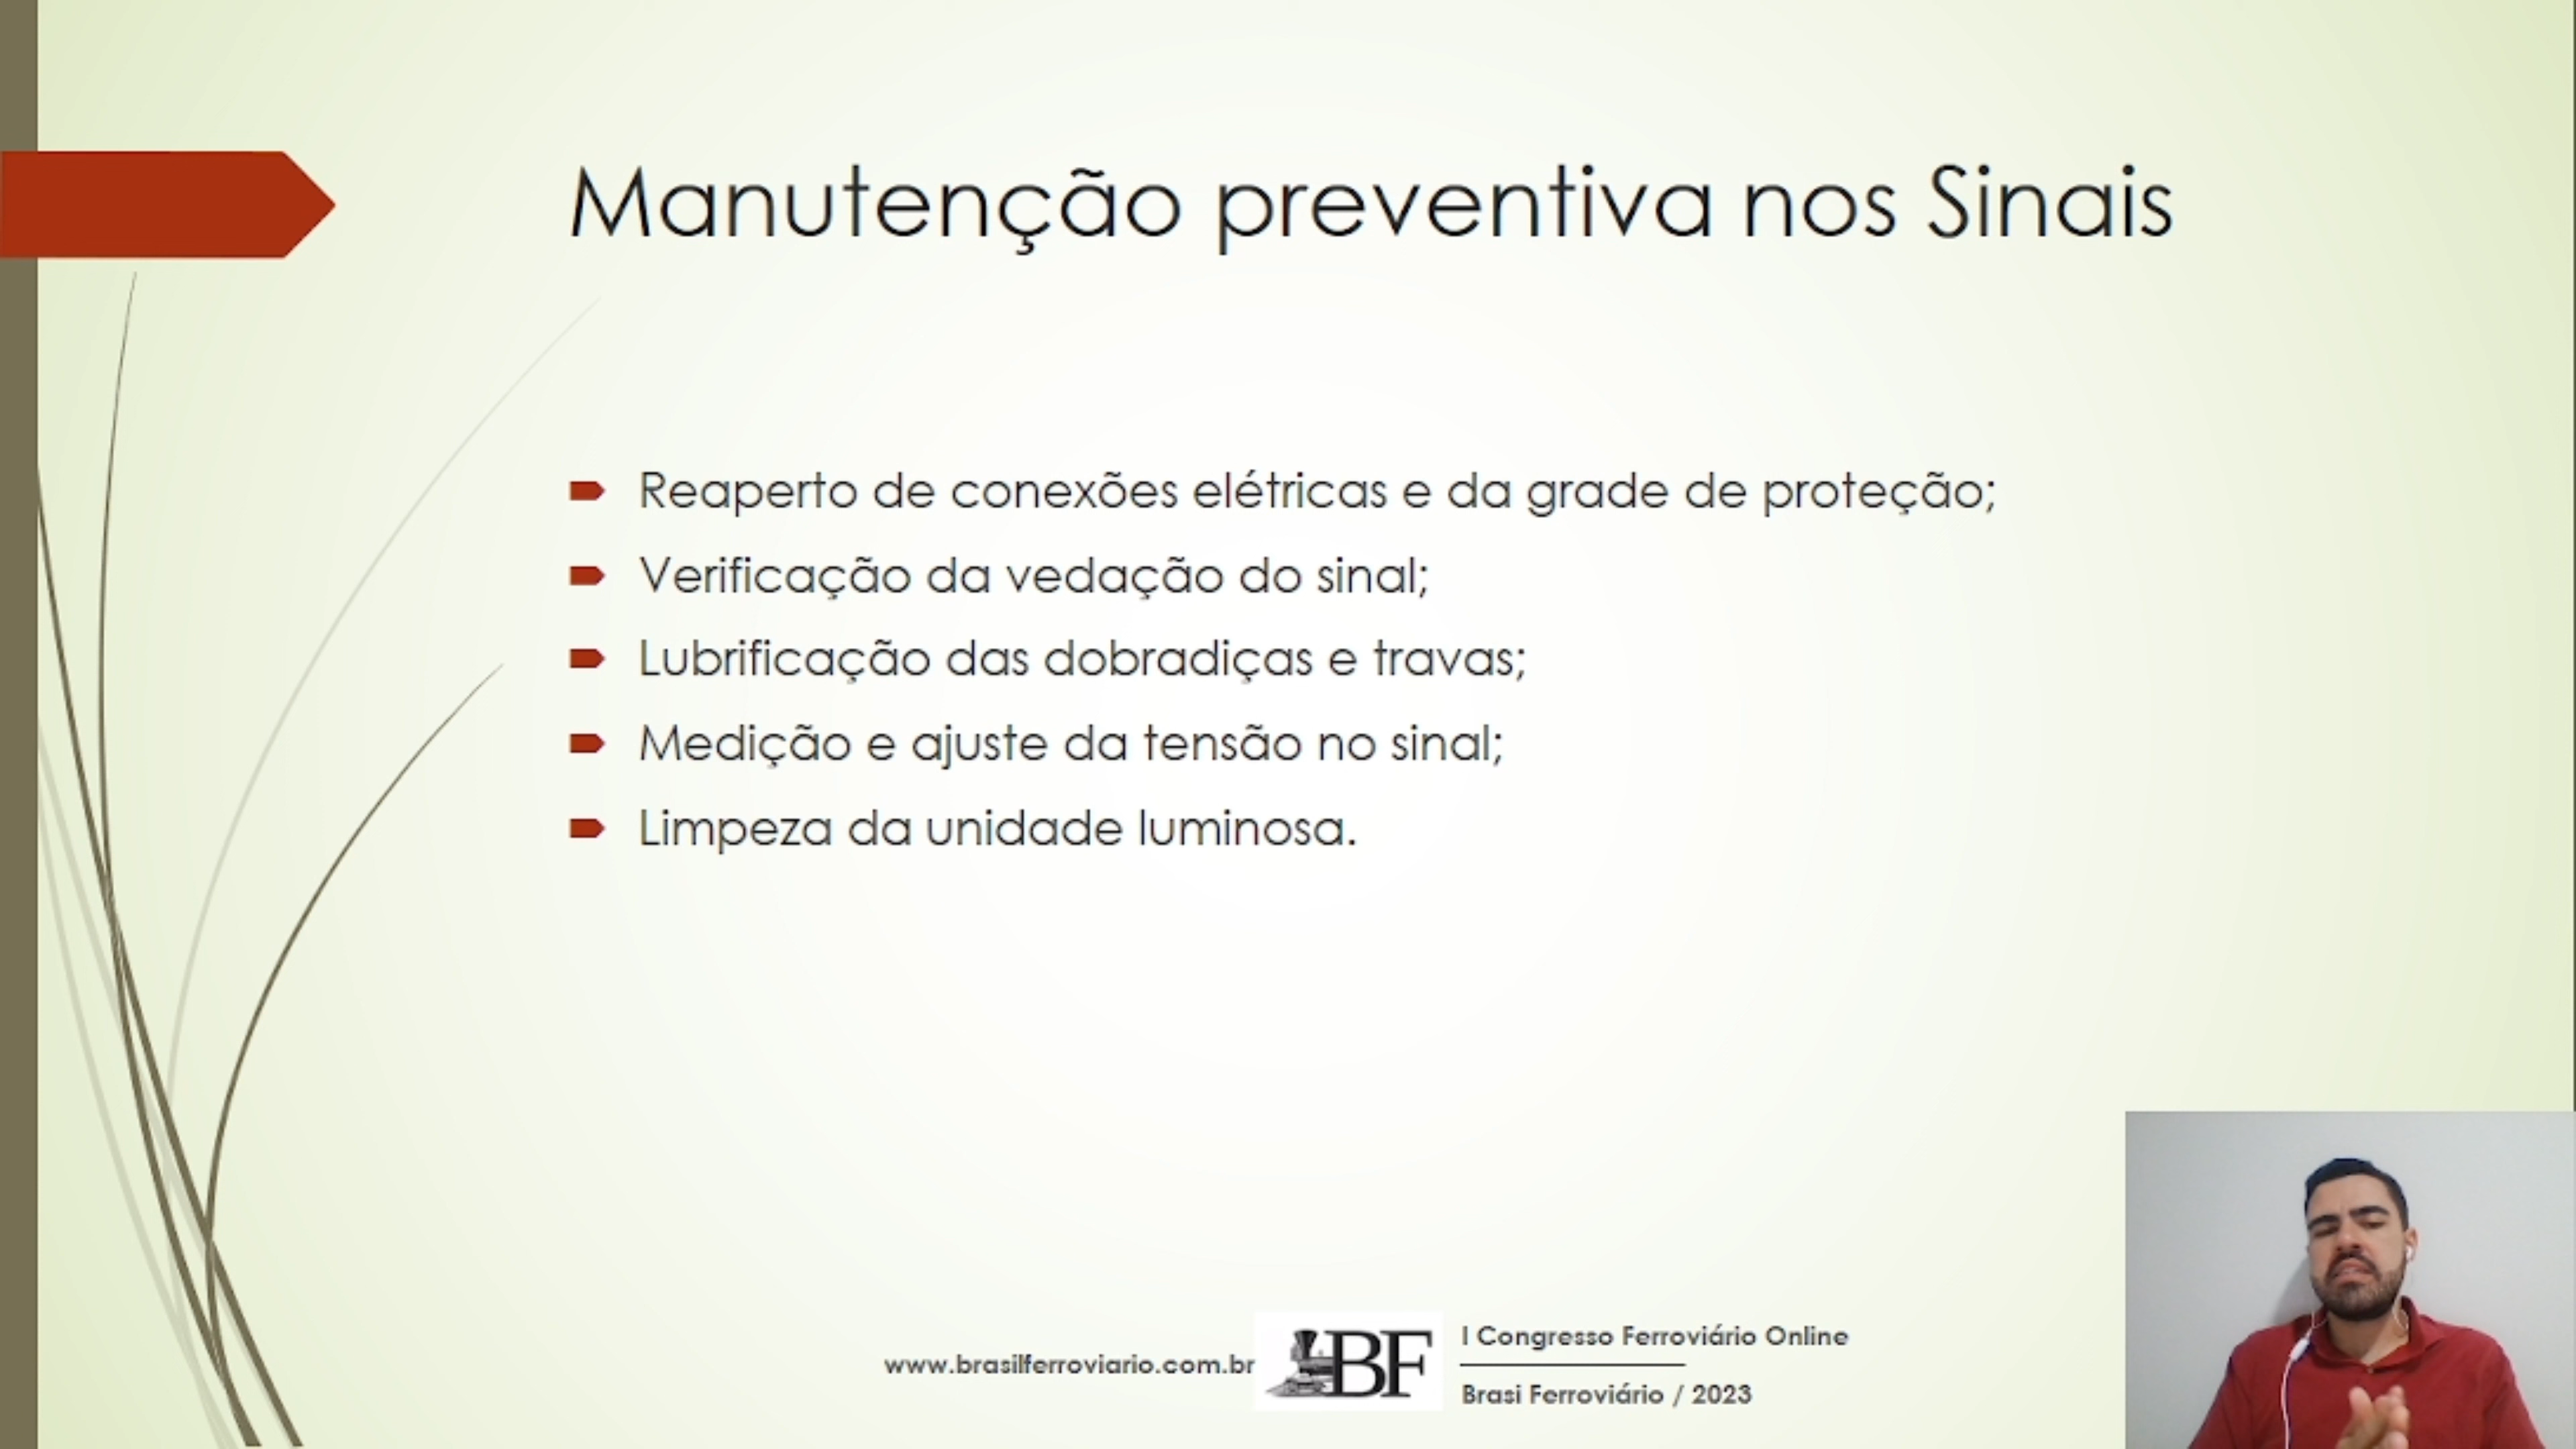 Manutenção preventiva nos Sinais
Reaperto de conexões elétricas e da grade de proteção;
Verificação da vedação do sinal;
Lubrificação das dobradiças e travas;
Medição e ajuste da tensão no sinal;
Limpeza da unidade luminosa.
www.brasilferroviario.com.br
BF
I Congresso Ferroviário Online
Brasi Ferroviário / 2023